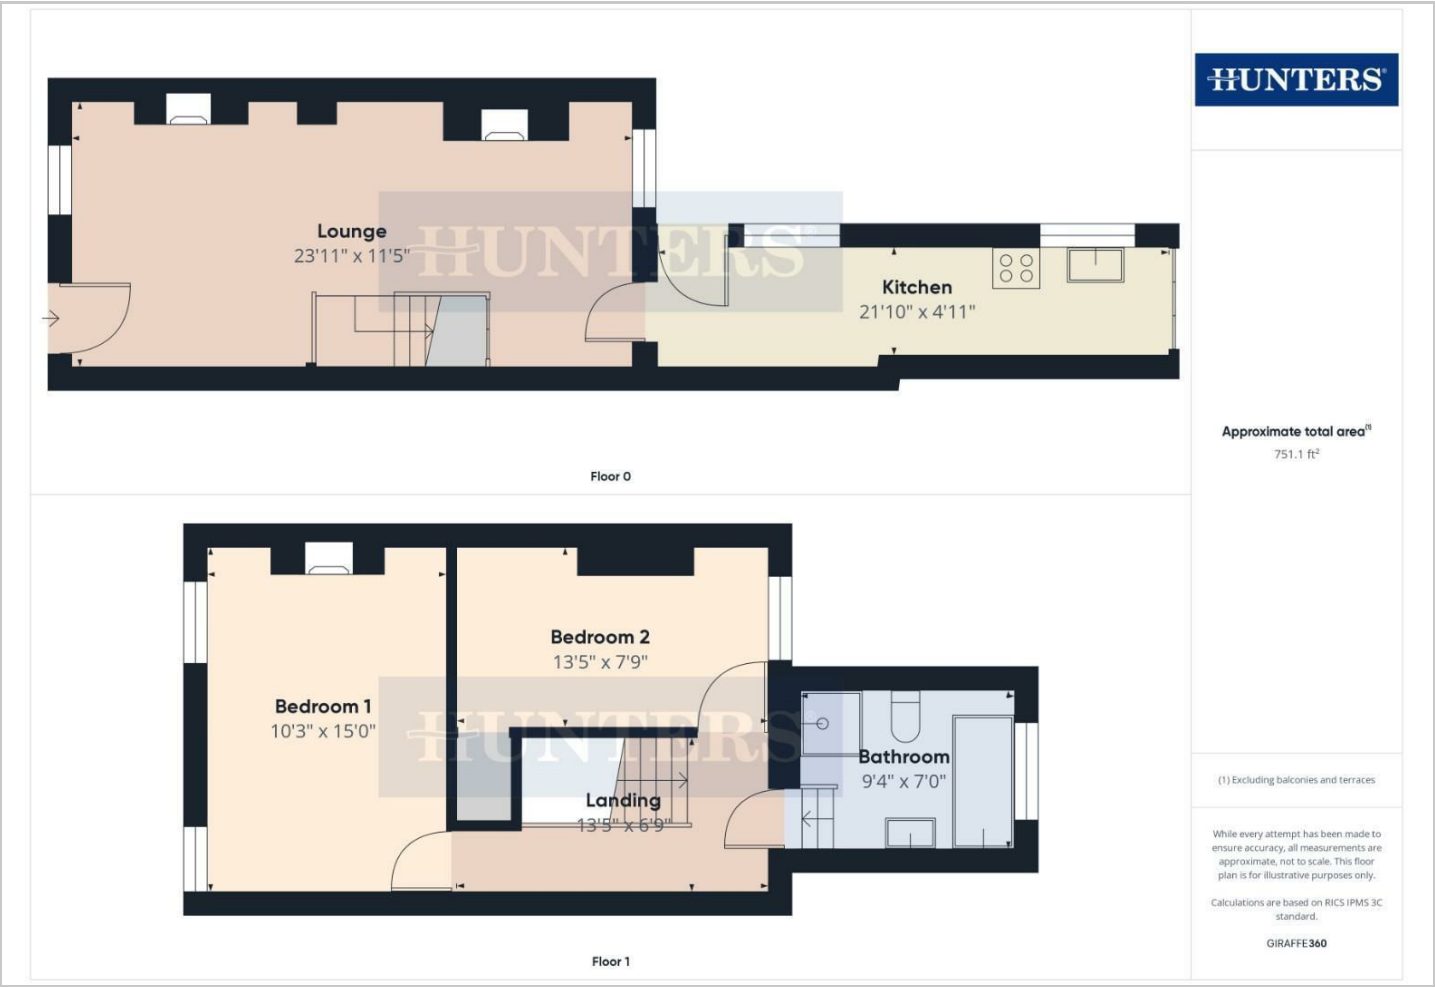 HUNTERS®
Lounge
23'11" x 11'5"
HUNTERS®
Kitchen
21'10" x 4'11"
Floor 0
Approximate total area(1)
751.1 ft²
Bedroom 2
13'5" x 7'9"
Bedroom 1
10'3" x 15'0"
HUNTERS
Bathroom
9'4" x 7'0"
Landing
13'5" x 6'9"
Floor 1
(1) Excluding balconies and terraces
While every attempt has been made to
ensure accuracy, all measurements are
approximate, not to scale. This floor
plan is for illustrative purposes only.
Calculations are based on RICS IPMS 3C
standard.
GIRAFFE360